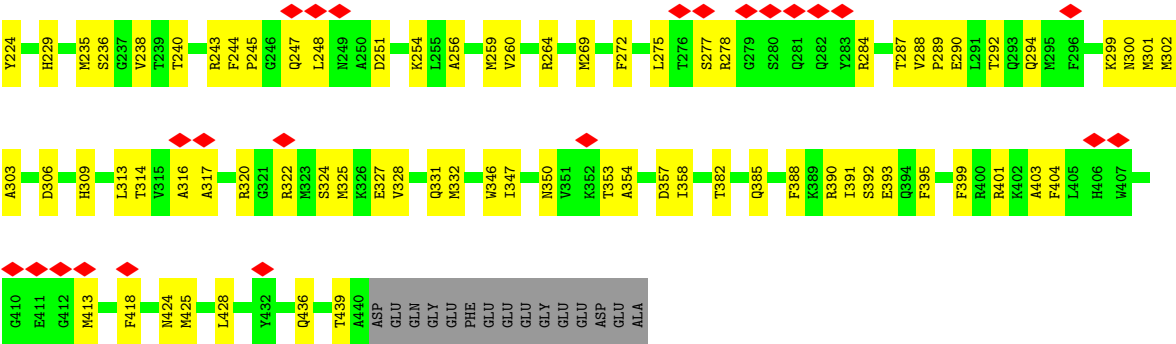 Y224 H229 M235 S236 G237 V238 T239 T240 R243 F244 P245 G246 Q247 L248 N249 A250 D251 K254 L255 A256 M259 V260 R264 M269 F272 L275 T276 S277 R278 G279 S280 Q281 Q282 Y283 R284 T287 V288 P289 E290 L291 T292 Q293 Q294 M295 F296 K299 N300 M301 M302
A303 D306 H309 L313 T314 V315 A316 A317 R320 G321 R322 M323 S324 M325 K326 E327 V328 Q331 M332 W346 I347 N350 V351 K352 T353 A354 D357 I358 T382 Q385 F388 K389 R390 I391 S392 E393 Q394 F395 F399 R400 R401 K402 A403 F404 L405 H406 W407
G410 E411 G412 M413 F418 N424 M425 L428 Y432 Q436 T439 A440 ASP GLU GLN GLY GLU PHE GLU GLU GLU GLY GLU GLU ASP GLU ALA